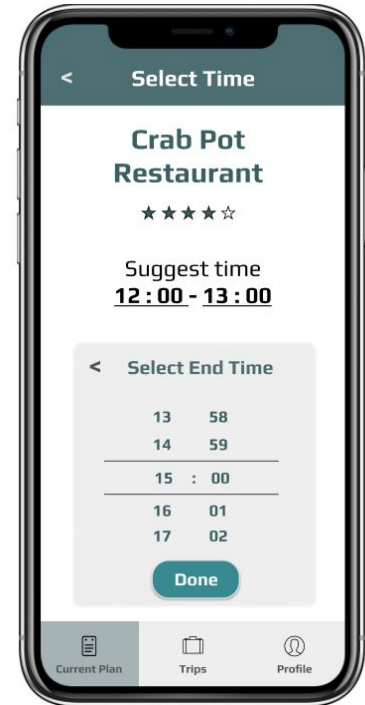 < Select Time
Crab Pot
Restaurant
Suggest time
12 : 00 - 13 : 00
< Select End Time
13 58
14 59
15 : 00
16 01
17 02
Done
Current Plan Trips Profile